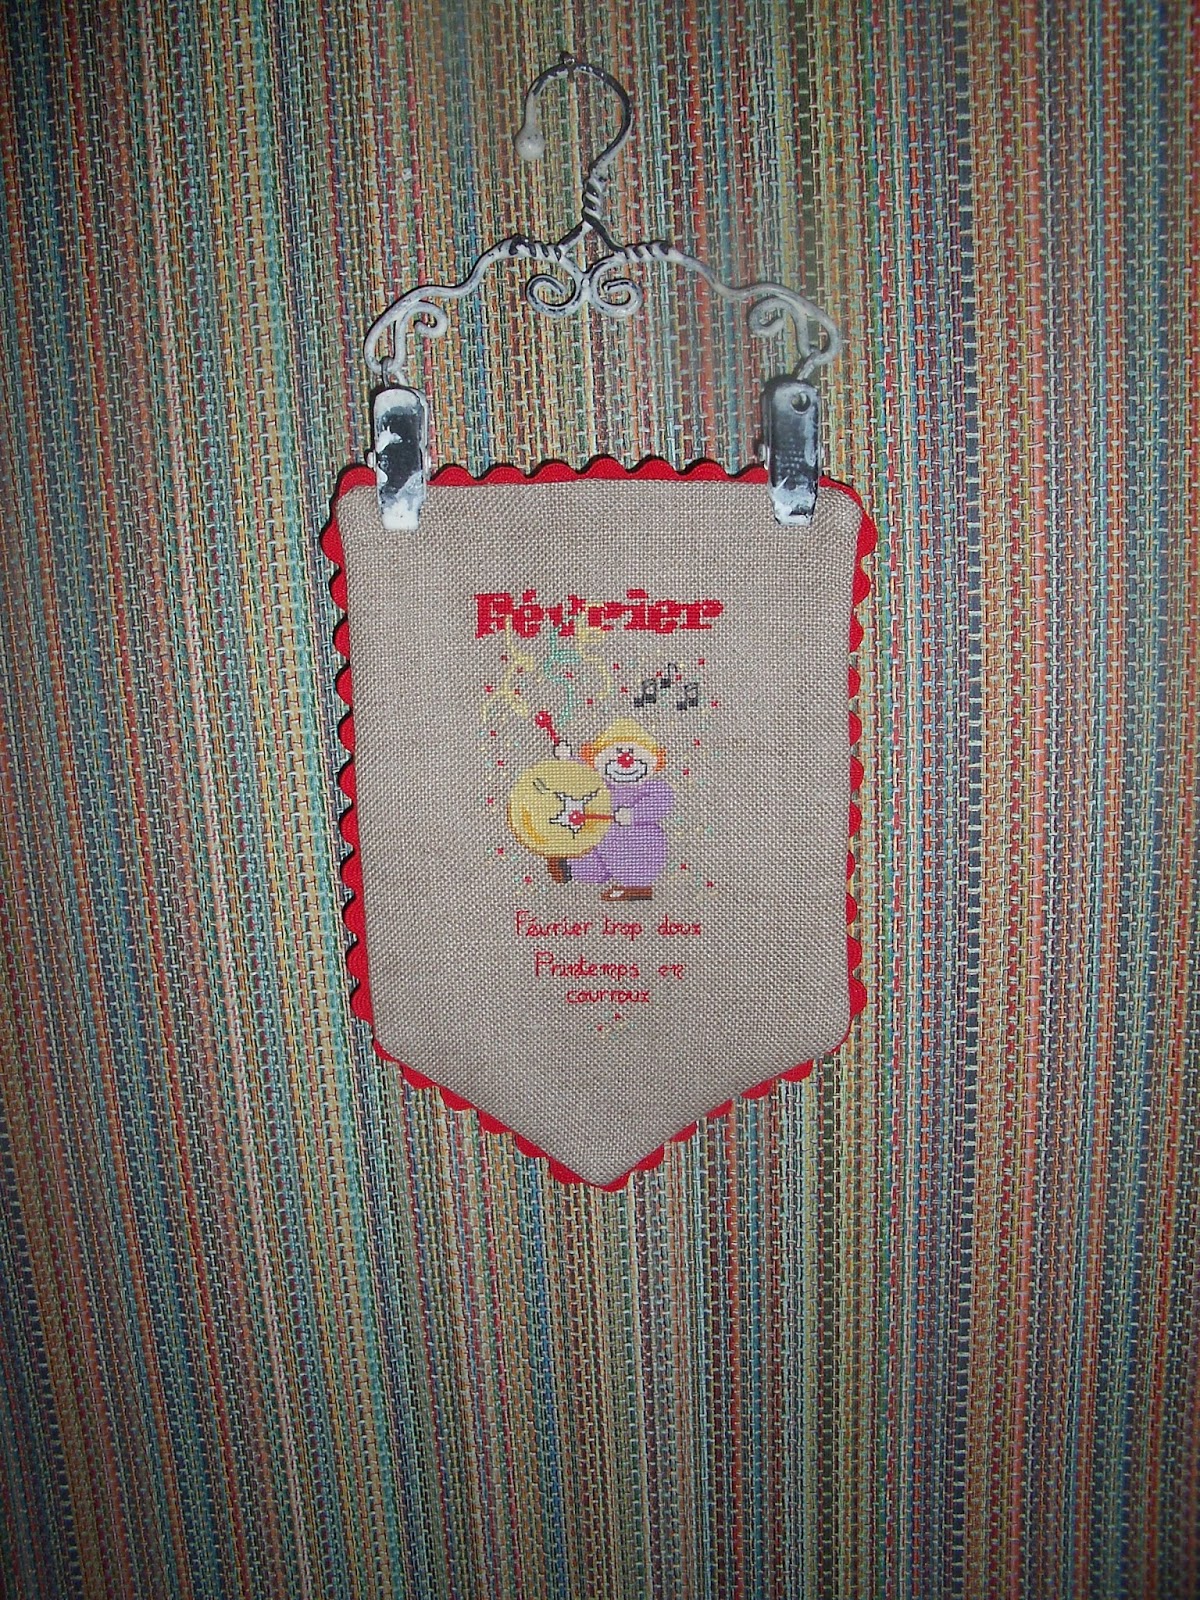 Février
Février trop doux
Printemps en
courroux